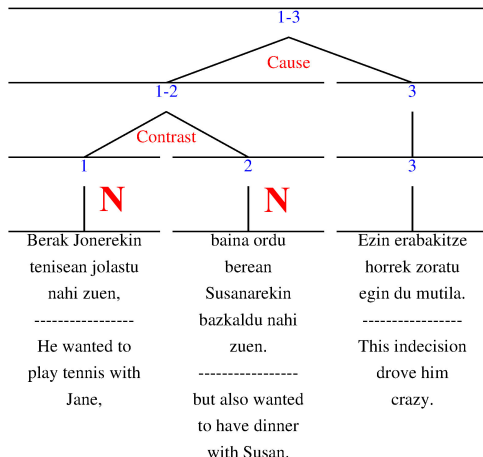 1-3
Cause
1-2
3
Contrast
1
2
3
N
N
Berak Jonerekin
tenisean jolastu
nahi zuen,
-----------------
He wanted to
play tennis with
Jane,
baina ordu
berean
Susanarekin
bazkaldu nahi
zuen.
-----------------
but also wanted
to have dinner
with Susan.
Ezin erabakitze
horrek zoratu
egin du mutila.
-----------------
This indecision
drove him
crazy.